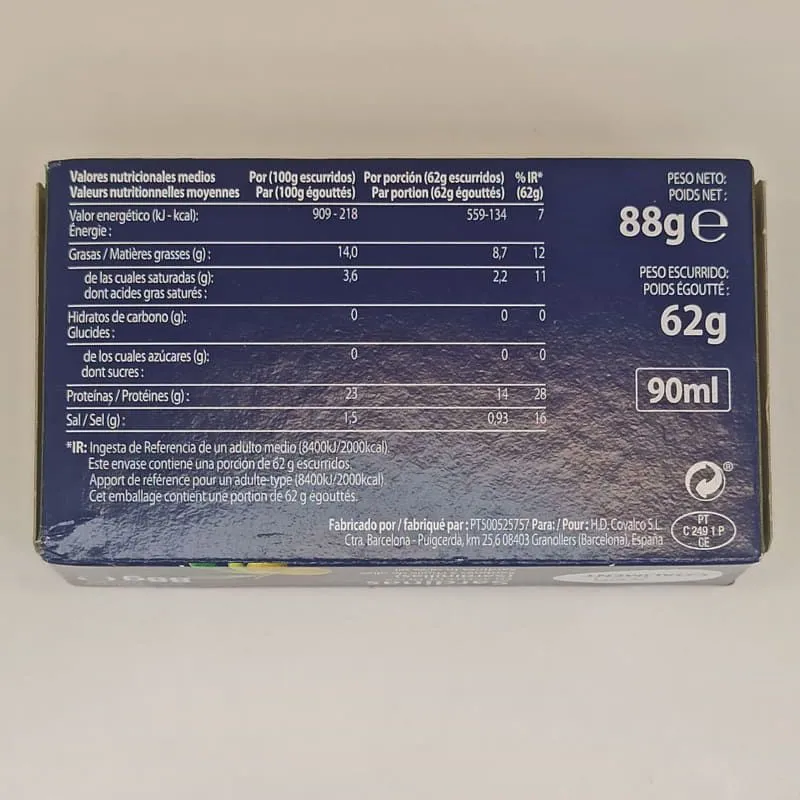 Valores nutricionales medios Por (100g escurridos) Por porción (62g escurridos) % IR*
Valeurs nutritionnelles moyennes Par (100g égouttés) Par portion (62g égouttés) (62g)
Valor energético (kJ - kcal): 909 - 218 559-134 7
Énergie :
Grasas / Matières grasses (g) : 14,0 8,7 12
de las cuales saturadas (g): 3,6 2,2 11
dont acides gras saturés :
Hidratos de carbono (g): 0 0 0
Glucides :
de los cuales azúcares (g): 0 0 0
dont sucres :
Proteínas / Protéines (g) : 23 14 28
Sal / Sel (g) : 1,5 0,93 16
*IR: Ingesta de Referencia de un adulto medio (8400kJ/2000kcal).
Este envase contiene una porción de 62 g escurridos.
Apport de référence pour un adulte-type (8400kJ/2000kcal).
Cet emballage contient une portion de 62 g égouttés.
Fabricado por / fabriqué par : PT500525757 Para: / Pour : H.D. Covalco S.L.
Ctra. Barcelona - Puigcerdà, km 25,6 08403 Granollers (Barcelona), España
PESO NETO:
POIDS NET :
88g e
PESO ESCURRIDO:
POIDS ÉGOUTTÉ :
62g
90ml
®
PT
C 249 1 P
CE
88g
Sardinas